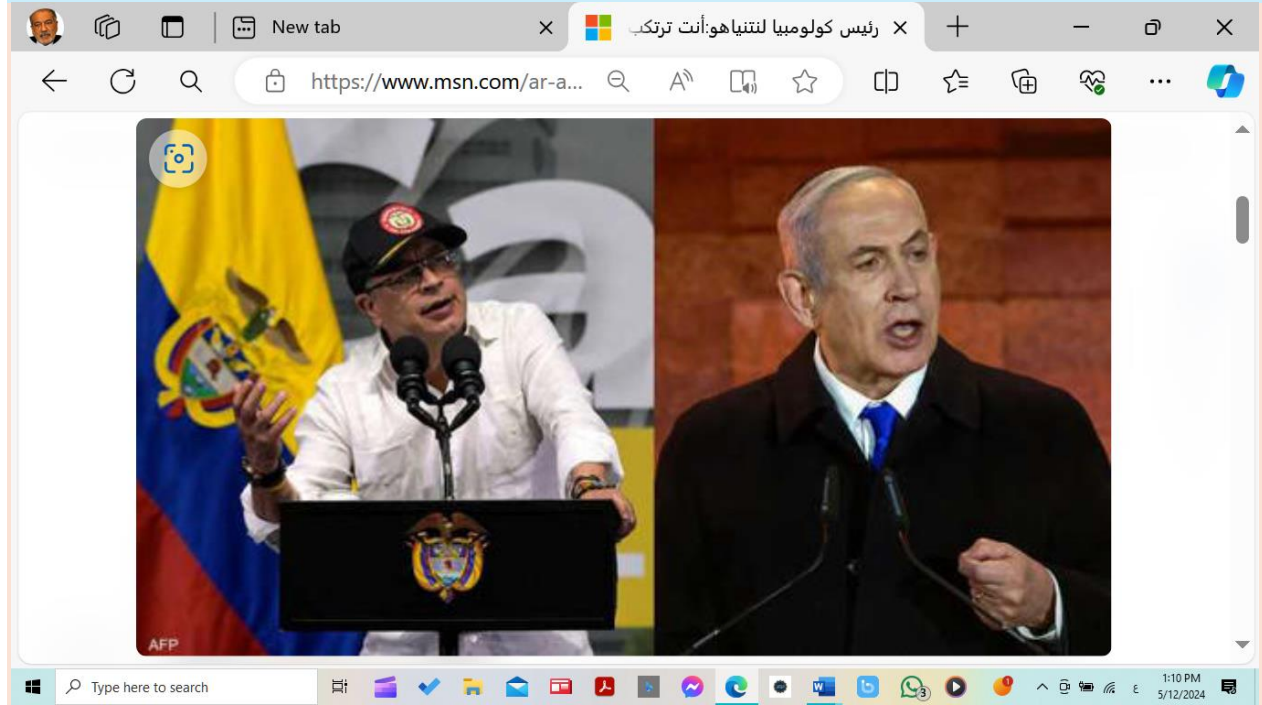 New tab
رئيس كولومبيا لنتنياهو:أنت ترتكب
https://www.msn.com/ar-a...
AFP
Type here to search
3
ع
1:10 PM
5/12/2024